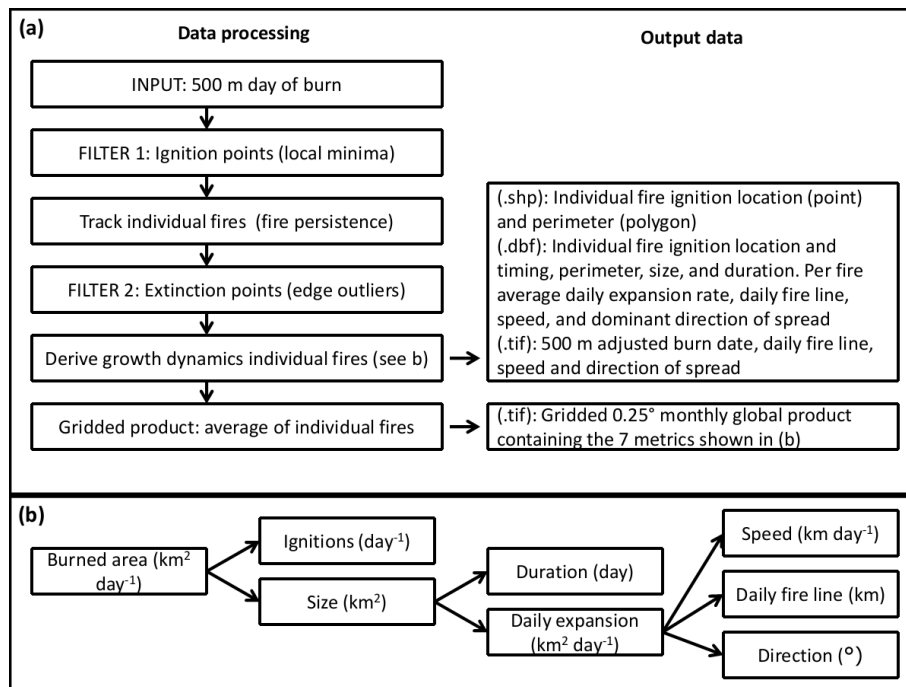 (a)
Data processing
Output data
INPUT: 500 m day of burn
FILTER 1: Ignition points (local minima)
Track individual fires (fire persistence)
FILTER 2: Extinction points (edge outliers)
Derive growth dynamics individual fires (see b)
Gridded product: average of individual fires
(.shp): Individual fire ignition location (point)
and perimeter (polygon)
(.dbf): Individual fire ignition location and
timing, perimeter, size, and duration. Per fire
average daily expansion rate, daily fire line,
speed, and dominant direction of spread
(.tif): 500 m adjusted burn date, daily fire line,
speed and direction of spread
(.tif): Gridded 0.25° monthly global product
containing the 7 metrics shown in (b)
(b)
Burned area (km²
day⁻¹)
Ignitions (day⁻¹)
Size (km²)
Duration (day)
Daily expansion
(km² day⁻¹)
Speed (km day⁻¹)
Daily fire line (km)
Direction (°)